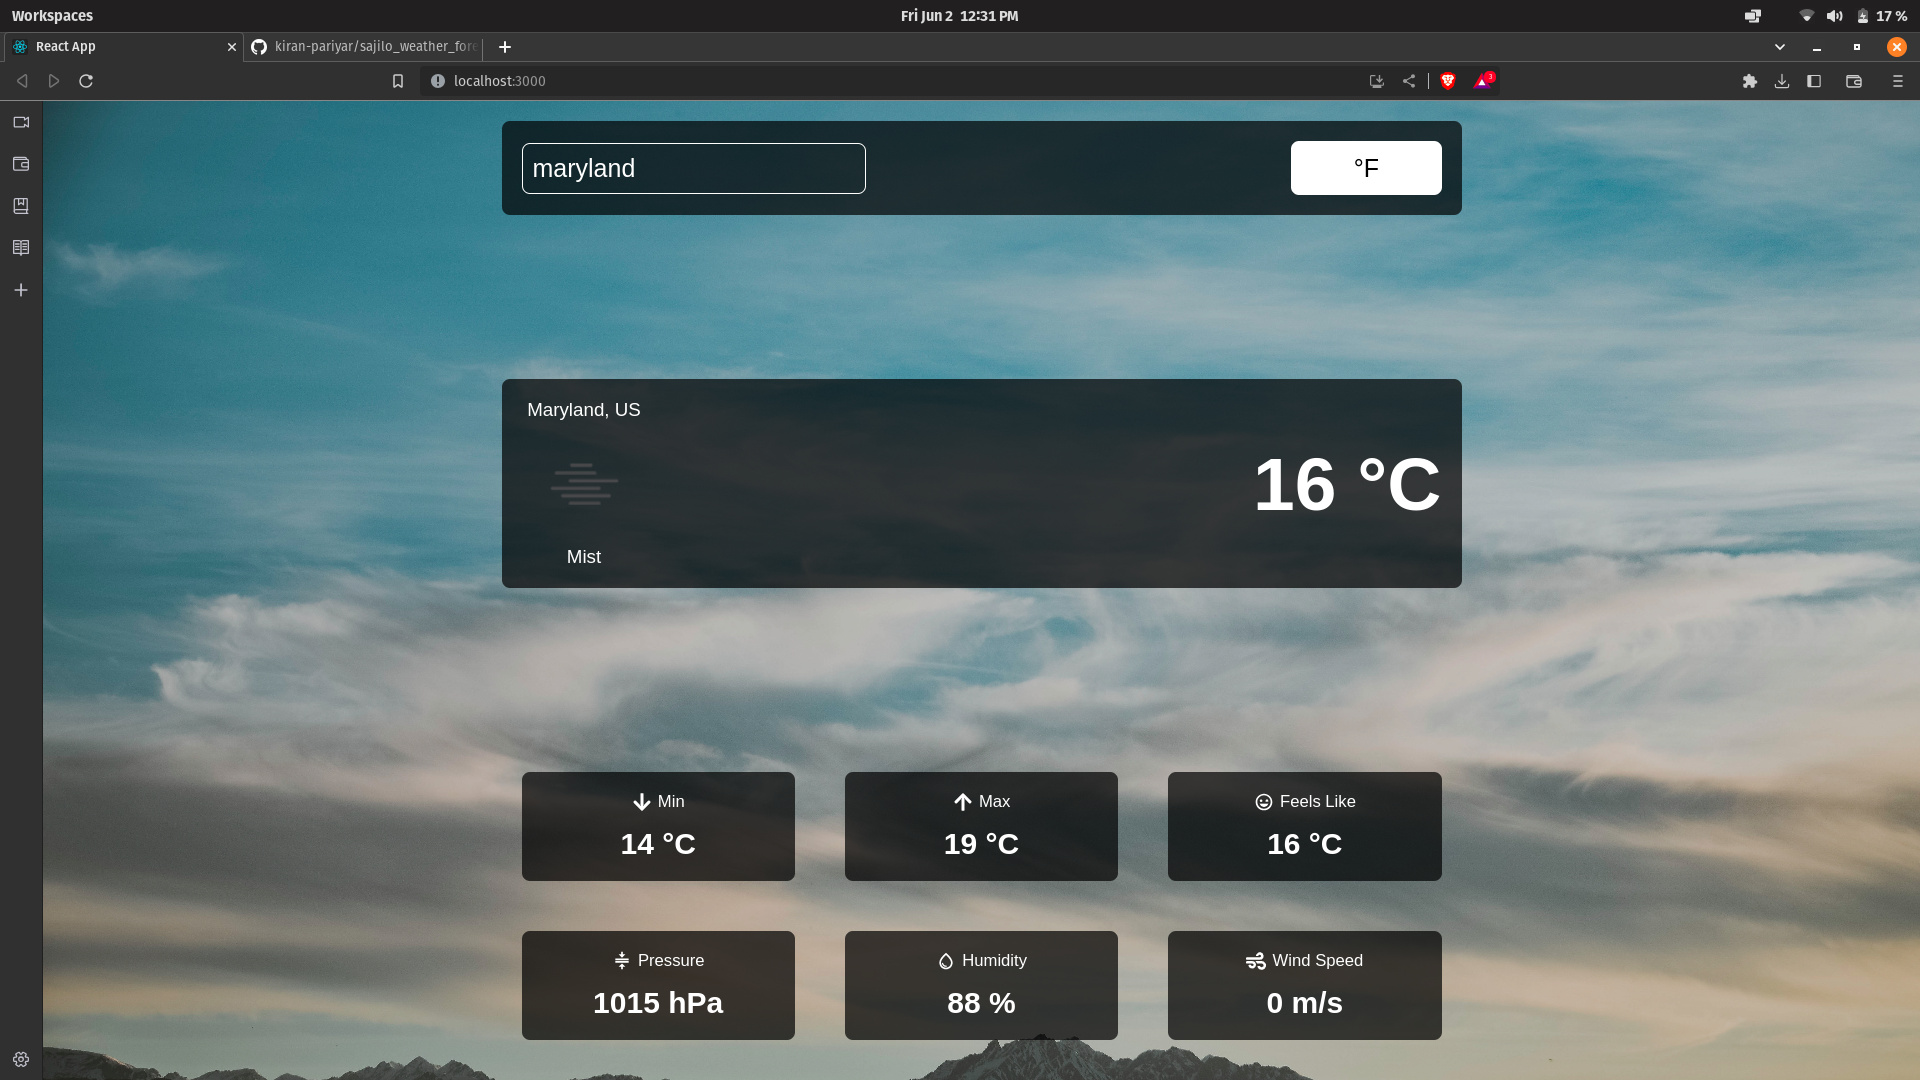 Workspaces
Fri Jun 2 12:31 PM
17 %
React App
kiran-pariyar/sajilo_weather_fore
localhost:3000
3
maryland
°F
Maryland, US
16 °C
Mist
Min
14 °C
Max
19 °C
Feels Like
16 °C
Pressure
1015 hPa
Humidity
88 %
Wind Speed
0 m/s